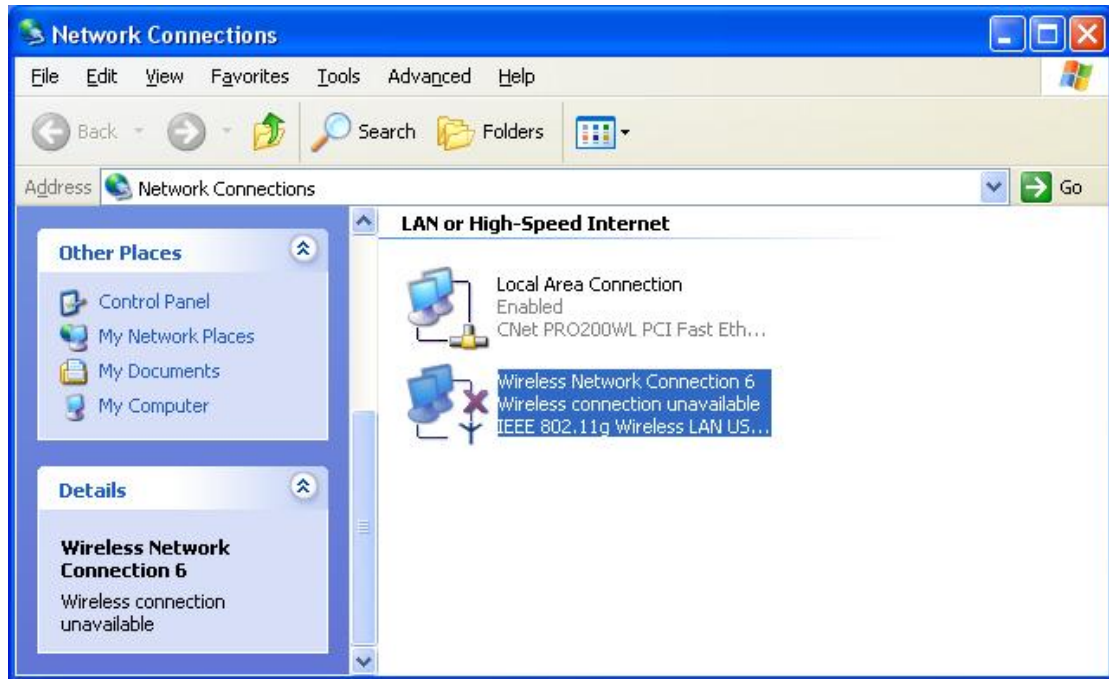 Network Connections
File Edit View Favorites Tools Advanced Help
Back Search Folders
Address Network Connections Go
Other Places
Control Panel
My Network Places
My Documents
My Computer
Details
Wireless Network
Connection 6
Wireless connection
unavailable
LAN or High-Speed Internet
Local Area Connection
Enabled
CNet PRO200WL PCI Fast Eth...
Wireless Network Connection 6
Wireless connection unavailable
IEEE 802.11g Wireless LAN US...